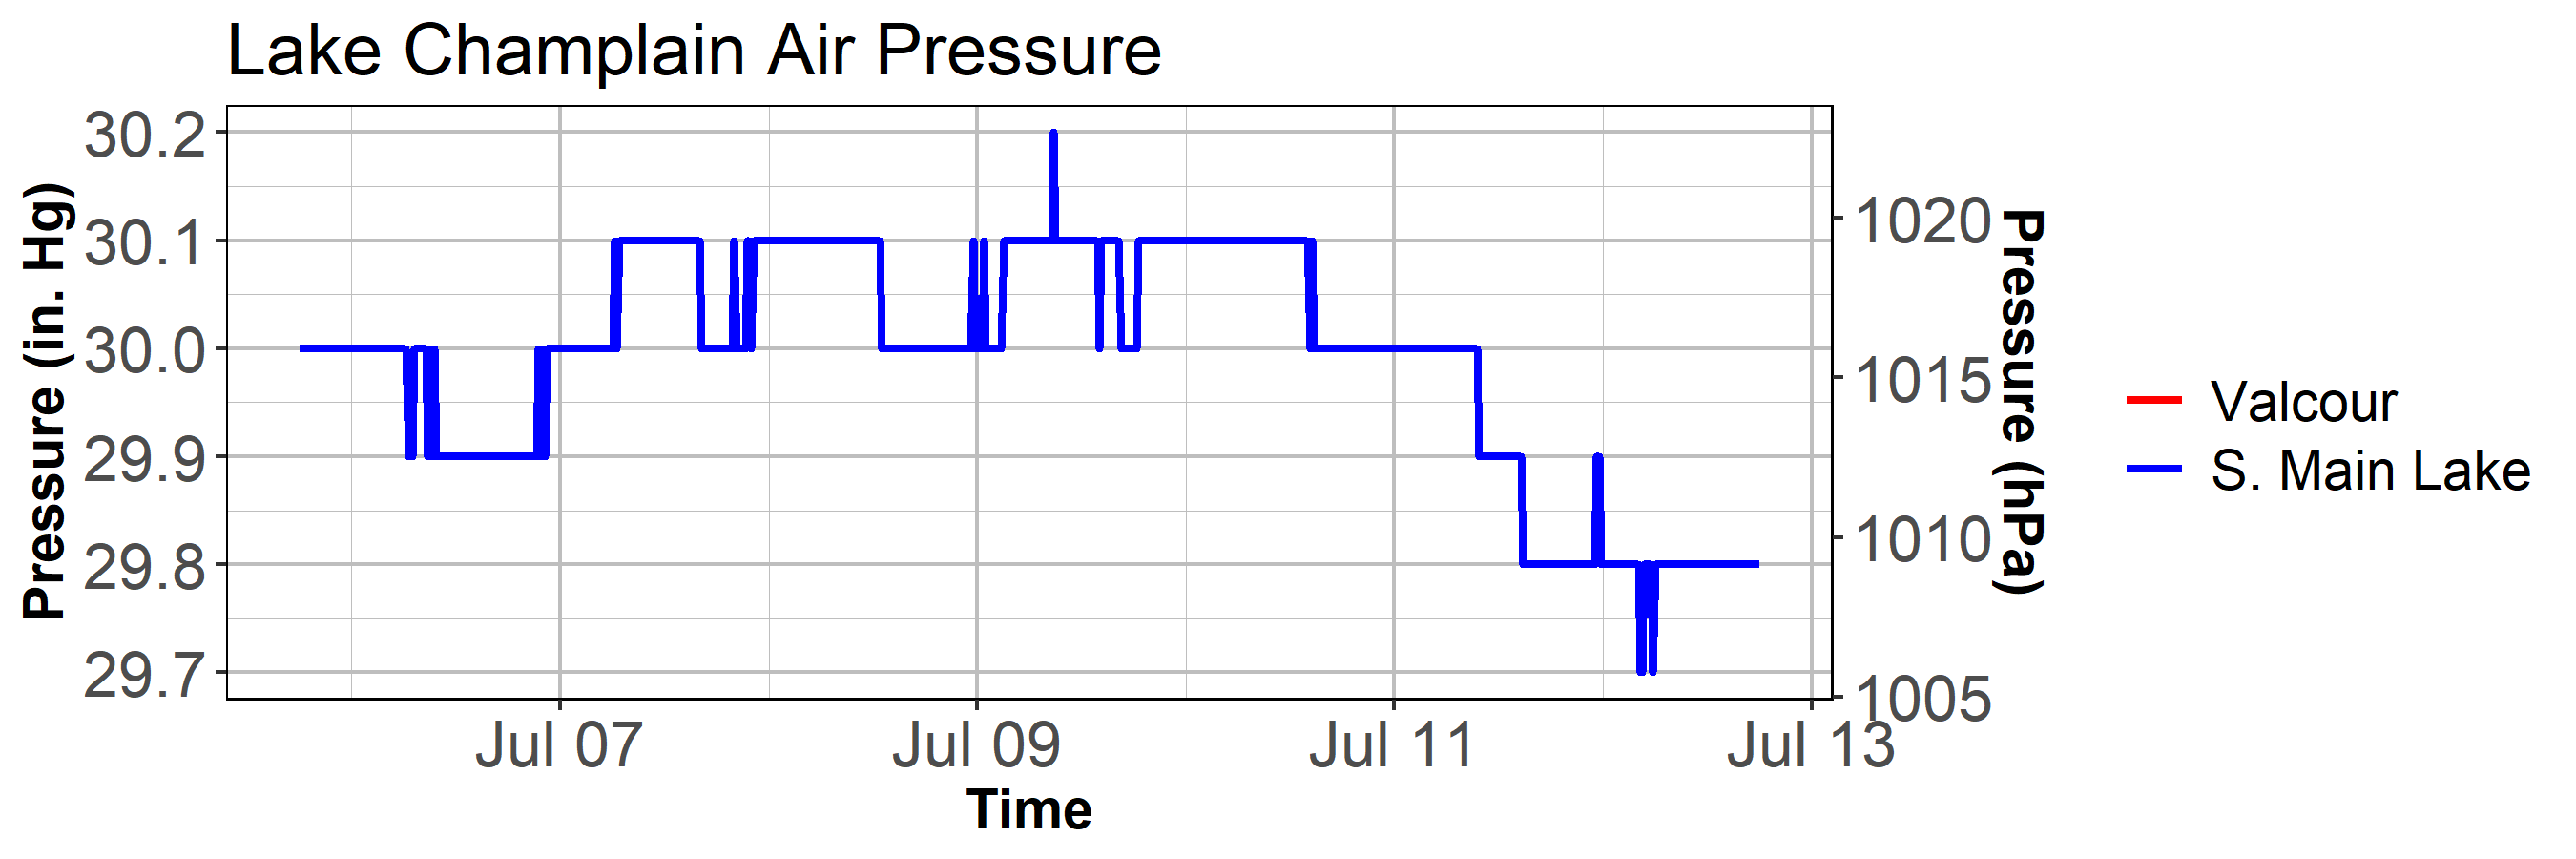 Lake Champlain Air Pressure
Pressure (in. Hg)
30.2
30.1
30.0
29.9
29.8
29.7
1020
1015
1010
1005
Pressure (hPa)
Jul 07
Jul 09
Jul 11
Jul 13
Time
Valcour
S. Main Lake